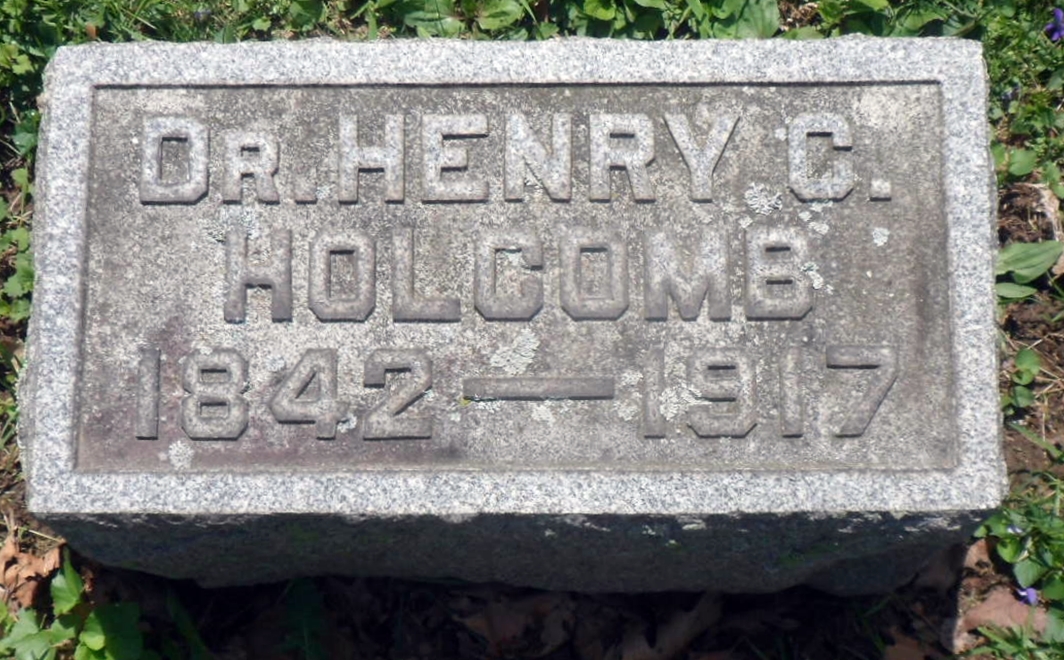 DR. HENRY C.
HOLCOMB
1842—1917